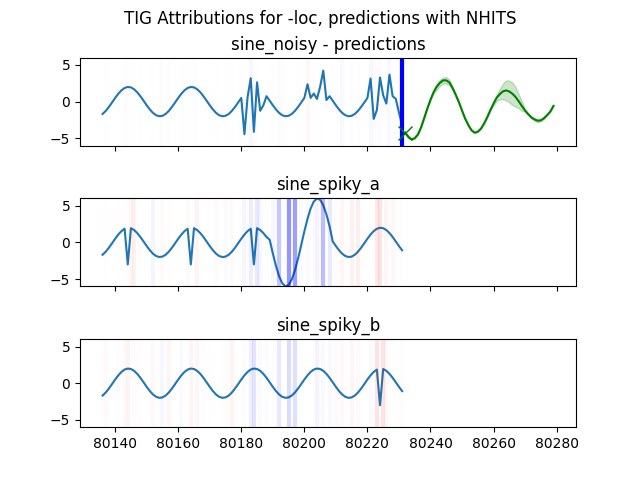 TIG Attributions for -loc, predictions with NHITS
sine_noisy - predictions
5
0
−5
sine_spiky_a
5
0
−5
sine_spiky_b
5
0
−5
80140 80160 80180 80200 80220 80240 80260 80280